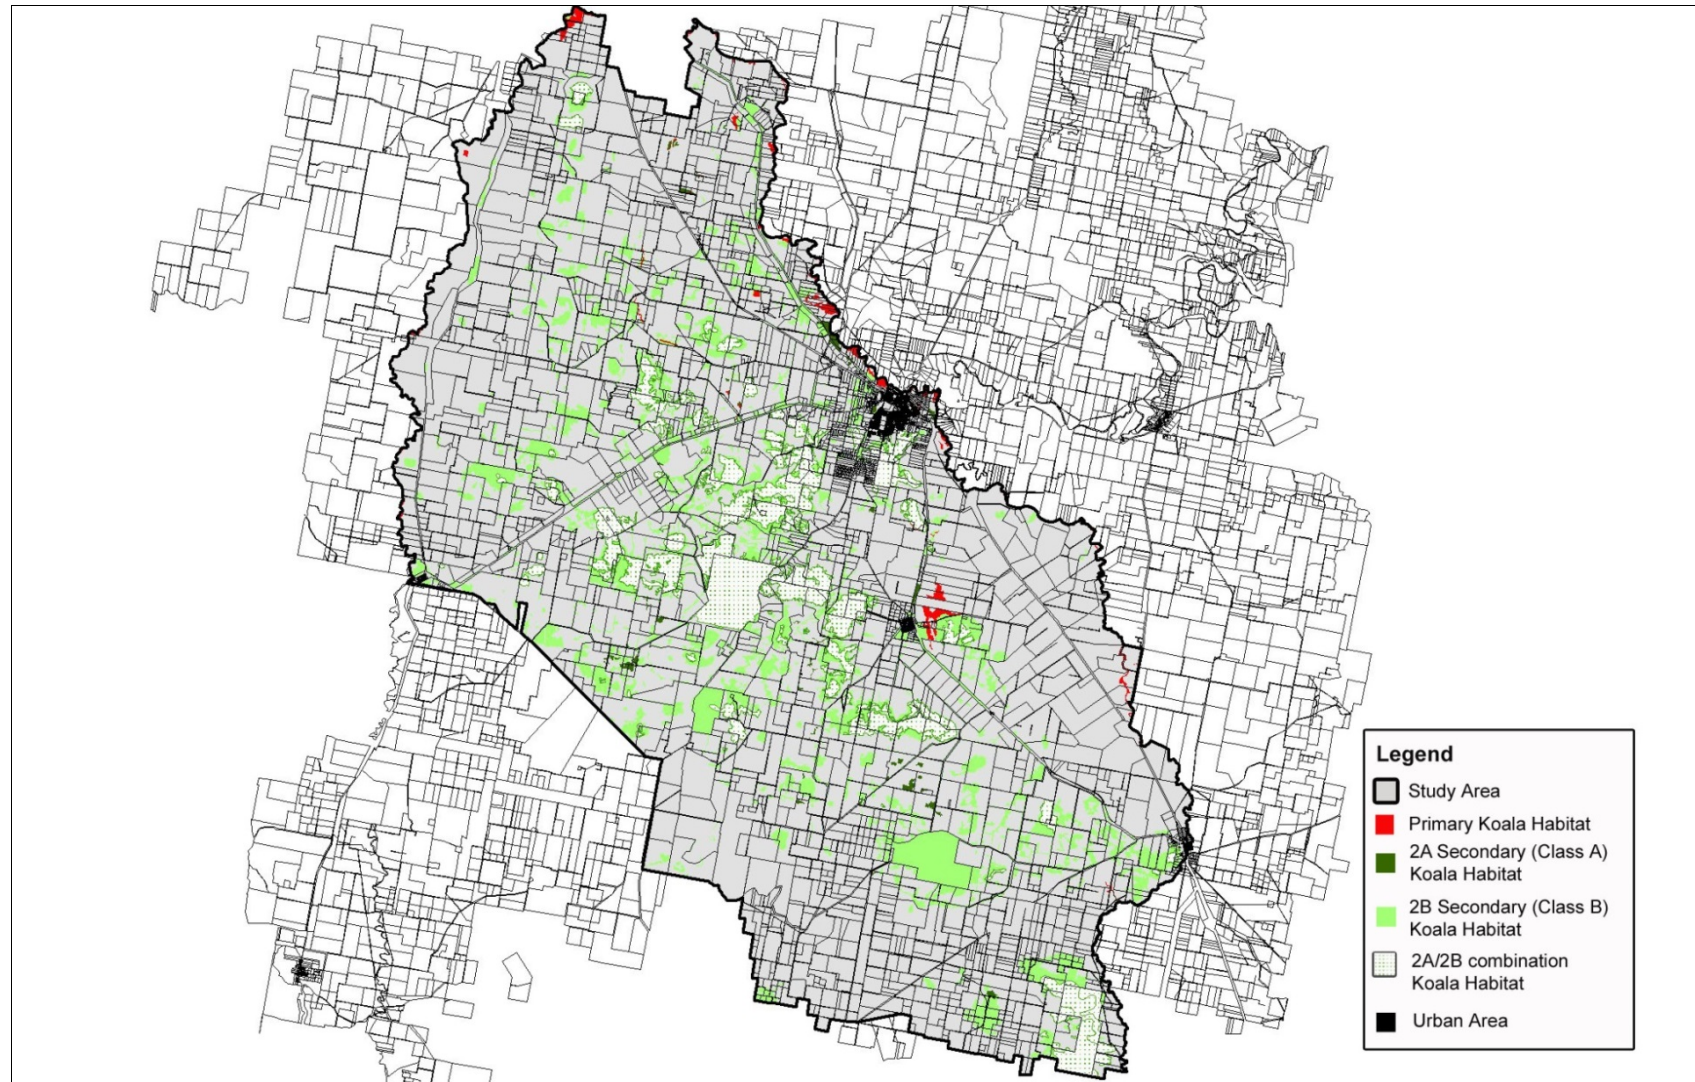 Legend
Study Area
Primary Koala Habitat
2A Secondary (Class A)
Koala Habitat
2B Secondary (Class B)
Koala Habitat
2A/2B combination
Koala Habitat
Urban Area